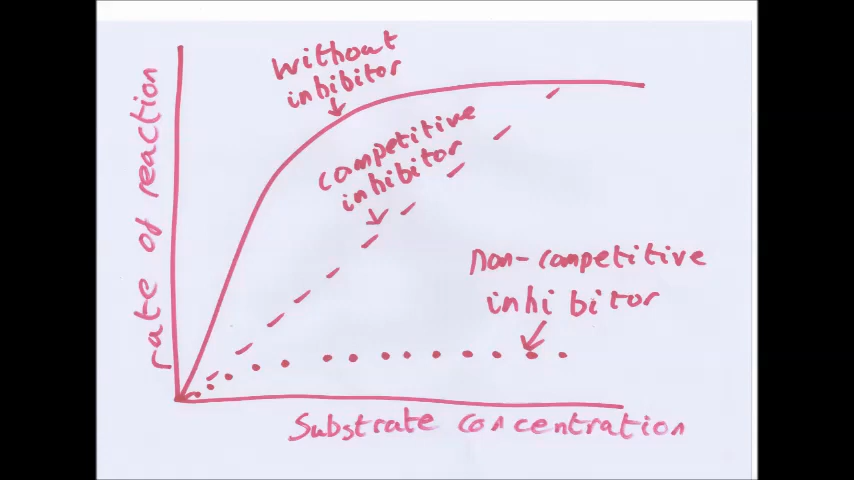 without
inhibitor
competitive
inhibitor
non-competitive
inhibitor
rate of reaction
Substrate concentration